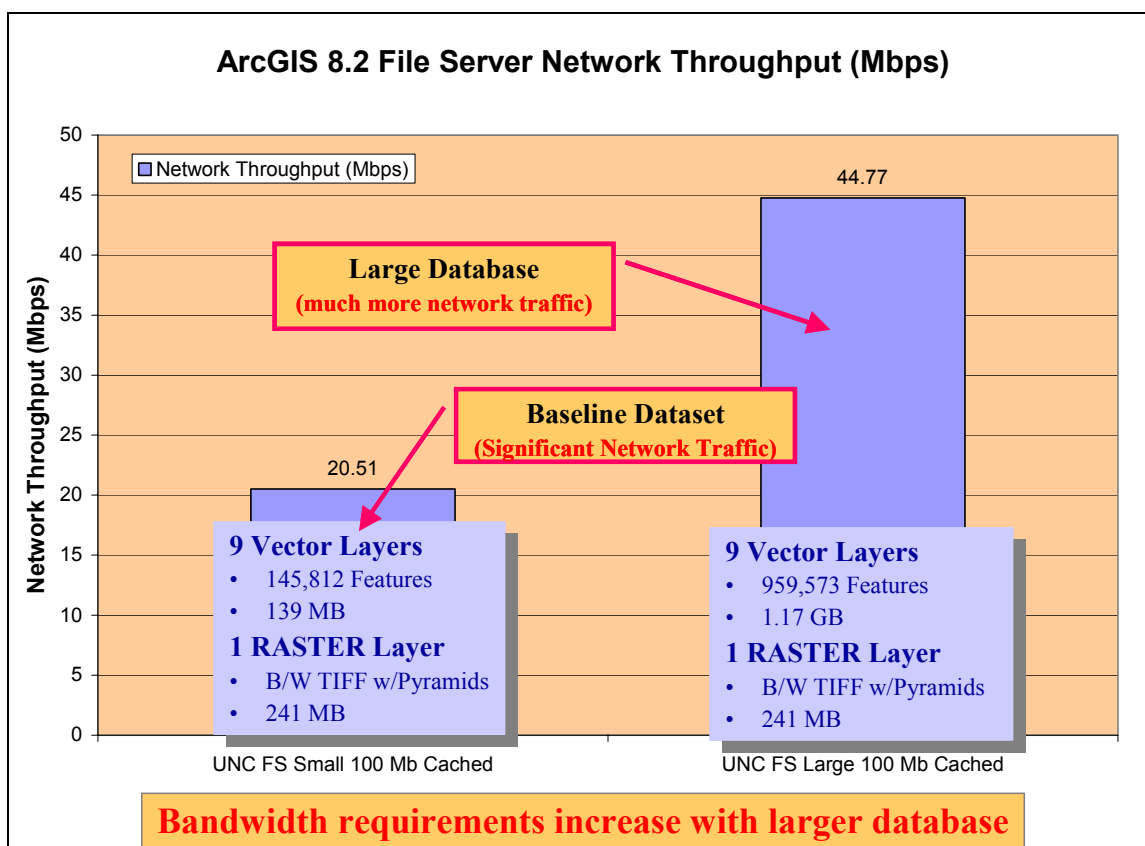 ArcGIS 8.2 File Server Network Throughput (Mbps)
Network Throughput (Mbps)
50
45
40
35
30
25
20
15
10
5
0
Network Throughput (Mbps)
44.77
Large Database
(much more network traffic)
Baseline Dataset
(Significant Network Traffic)
20.51
9 Vector Layers
• 145,812 Features
• 139 MB
1 RASTER Layer
• B/W TIFF w/Pyramids
• 241 MB
9 Vector Layers
• 959,573 Features
• 1.17 GB
1 RASTER Layer
• B/W TIFF w/Pyramids
• 241 MB
UNC FS Small 100 Mb Cached
UNC FS Large 100 Mb Cached
Bandwidth requirements increase with larger database